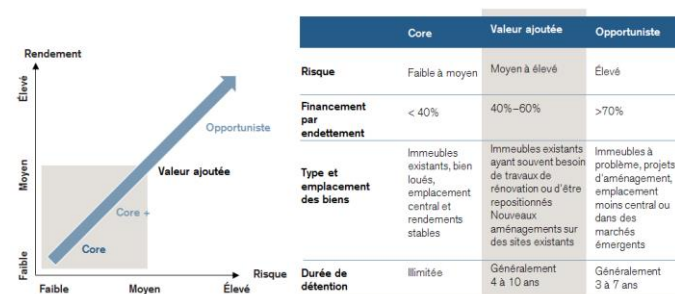 Rendement
Élevé
Moyen
Faible
Opportuniste
Valeur ajoutée
Core +
Core
Risque
Faible
Moyen
Élevé
Core
Valeur ajoutée
Opportuniste
Risque
Faible à moyen
Moyen à élevé
Élevé
Financement
par
endettement
< 40%
40%–60%
>70%
Type et
emplacement
des biens
Immeubles
existants, bien
loués,
emplacement
central et
rendements
stables
Immeubles existants
ayant souvent besoin
de travaux de
rénovation ou d'être
repositionnés
Nouveaux
aménagements sur
des sites existants
Immeubles à
problème, projets
d'aménagement,
emplacement
moins central ou
dans des
marchés
émergents
Durée de
détention
Illimitée
Généralement
4 à 10 ans
Généralement
3 à 7 ans